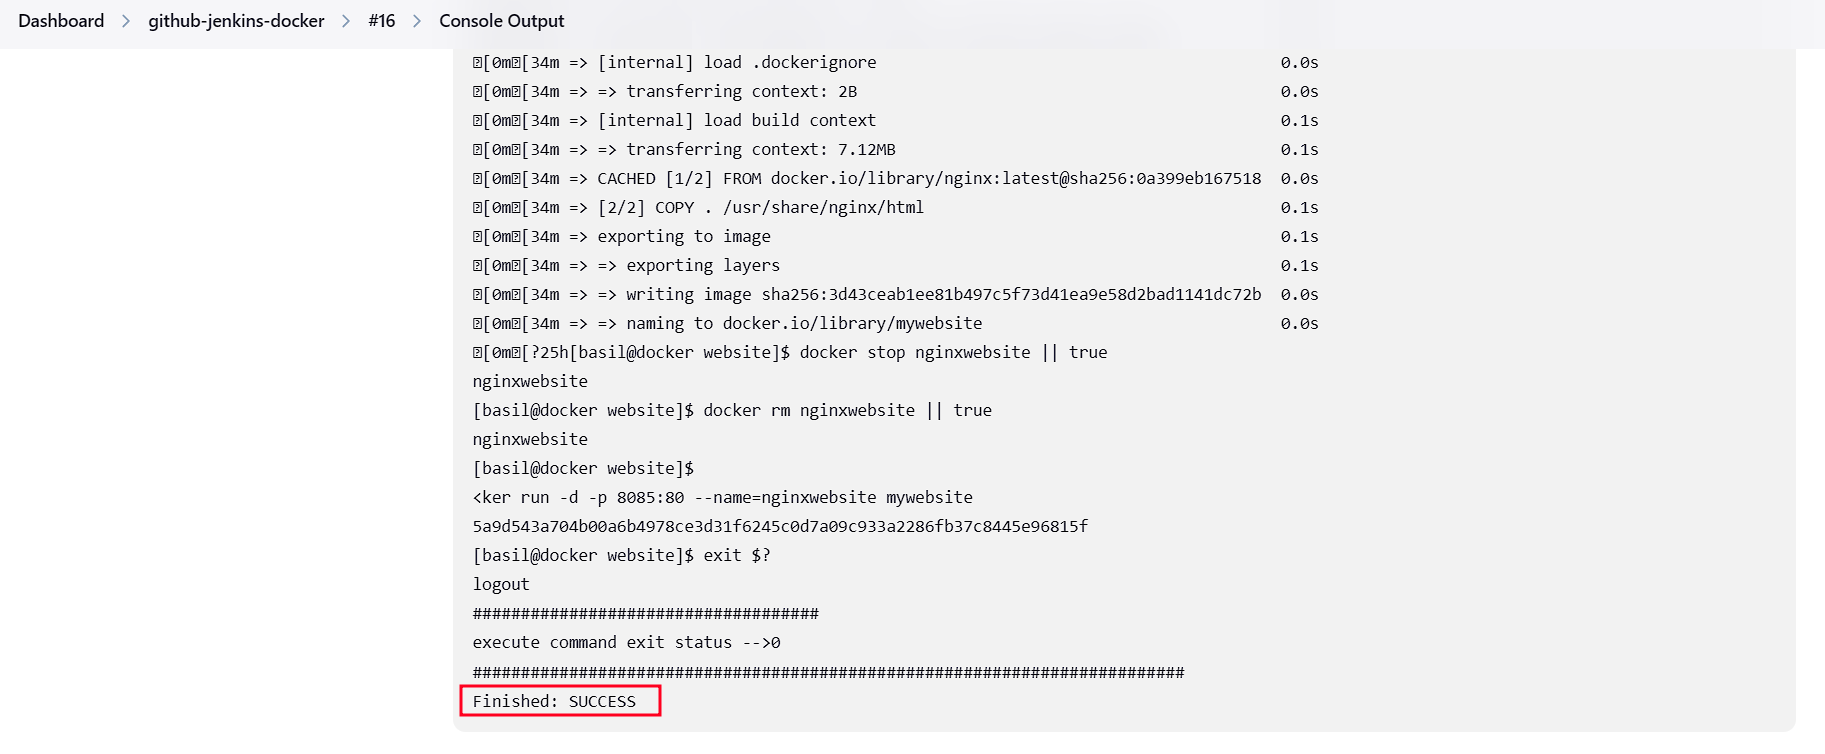 Dashboard > github-jenkins-docker > #16 > Console Output
[0m[34m => [internal] load .dockerignore 0.0s
[0m[34m => => transferring context: 2B 0.0s
[0m[34m => [internal] load build context 0.1s
[0m[34m => => transferring context: 7.12MB 0.1s
[0m[34m => CACHED [1/2] FROM docker.io/library/nginx:latest@sha256:0a399eb167518 0.0s
[0m[34m => [2/2] COPY . /usr/share/nginx/html 0.1s
[0m[34m => exporting to image 0.1s
[0m[34m => => exporting layers 0.1s
[0m[34m => => writing image sha256:3d43ceab1ee81b497c5f73d41ea9e58d2bad1141dc72b 0.0s
[0m[34m => => naming to docker.io/library/mywebsite 0.0s
[0m[?25h[basil@docker website]$ docker stop nginxwebsite || true
nginxwebsite
[basil@docker website]$ docker rm nginxwebsite || true
nginxwebsite
[basil@docker website]$
<ker run -d -p 8085:80 --name=nginxwebsite mywebsite
5a9d543a704b00a6b4978ce3d31f6245c0d7a09c933a2286fb37c8445e96815f
[basil@docker website]$ exit $?
logout
####################################
execute command exit status -->0
##########################################################################
Finished: SUCCESS